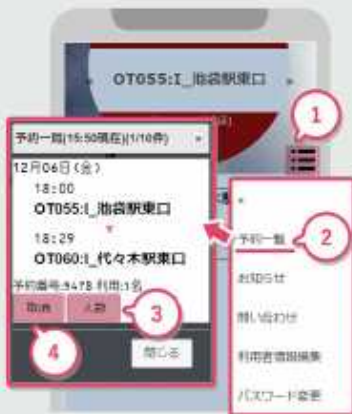 OT055:I_池袋駅東口
1
予約一覧(15:50現在)(1/10件)
12月06日(金)
18:00
OT055:I_池袋駅東口
▼
18:29
OT060:I_代々木駅東口
予約番号:9478 利用:1名
取消 人数
3
4
閉じる
予約一覧
2
お知らせ
問い合わせ
利用者情報編集
パスワード変更